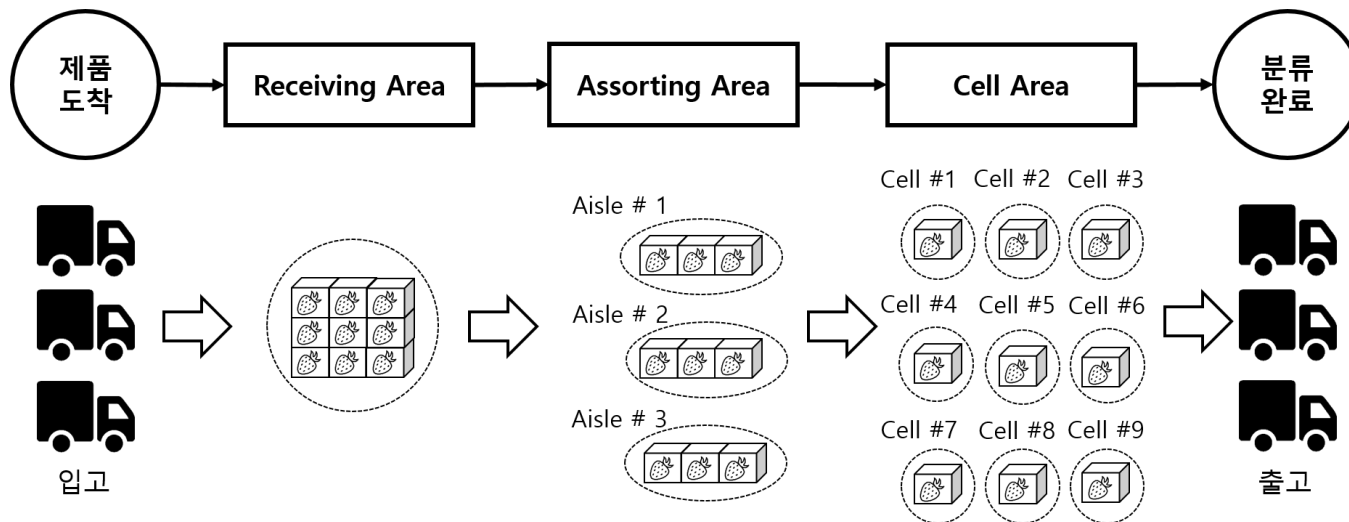 제품
도착
Receiving Area
Assorting Area
Cell Area
분류
완료
Cell #1
Cell #2
Cell #3
Aisle # 1
Cell #4
Cell #5
Cell #6
Aisle # 2
Cell #7
Cell #8
Cell #9
Aisle # 3
입고
출고